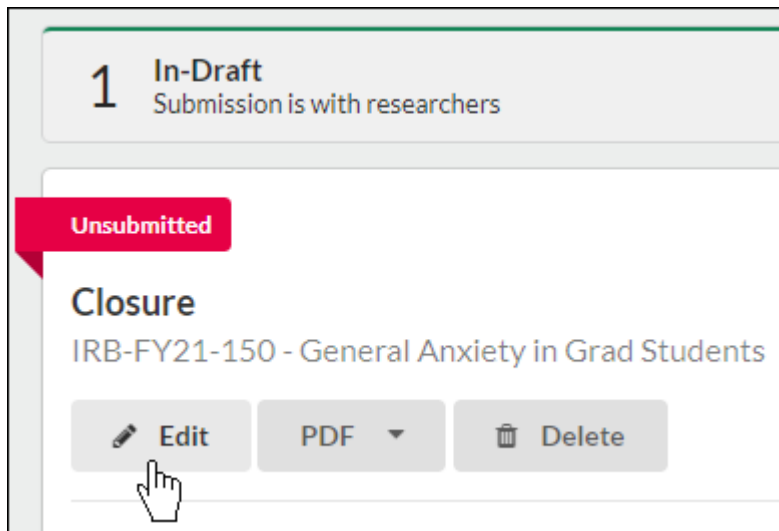 1
In-Draft
Submission is with researchers
Unsubmitted
Closure
IRB-FY21-150 - General Anxiety in Grad Students
Edit PDF Delete